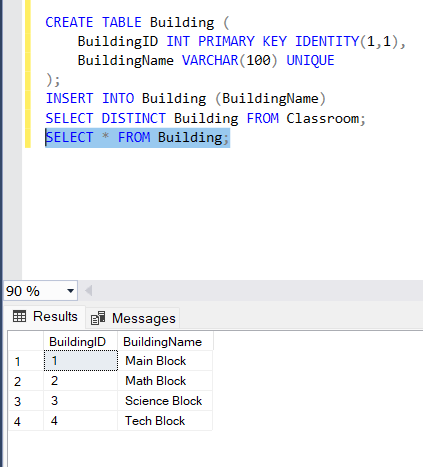 CREATE TABLE Building (
BuildingID INT PRIMARY KEY IDENTITY(1,1),
BuildingName VARCHAR(100) UNIQUE
);
INSERT INTO Building (BuildingName)
SELECT DISTINCT Building FROM Classroom;
SELECT * FROM Building;
90 %
Results Messages
BuildingID BuildingName
1 1 Main Block
2 2 Math Block
3 3 Science Block
4 4 Tech Block